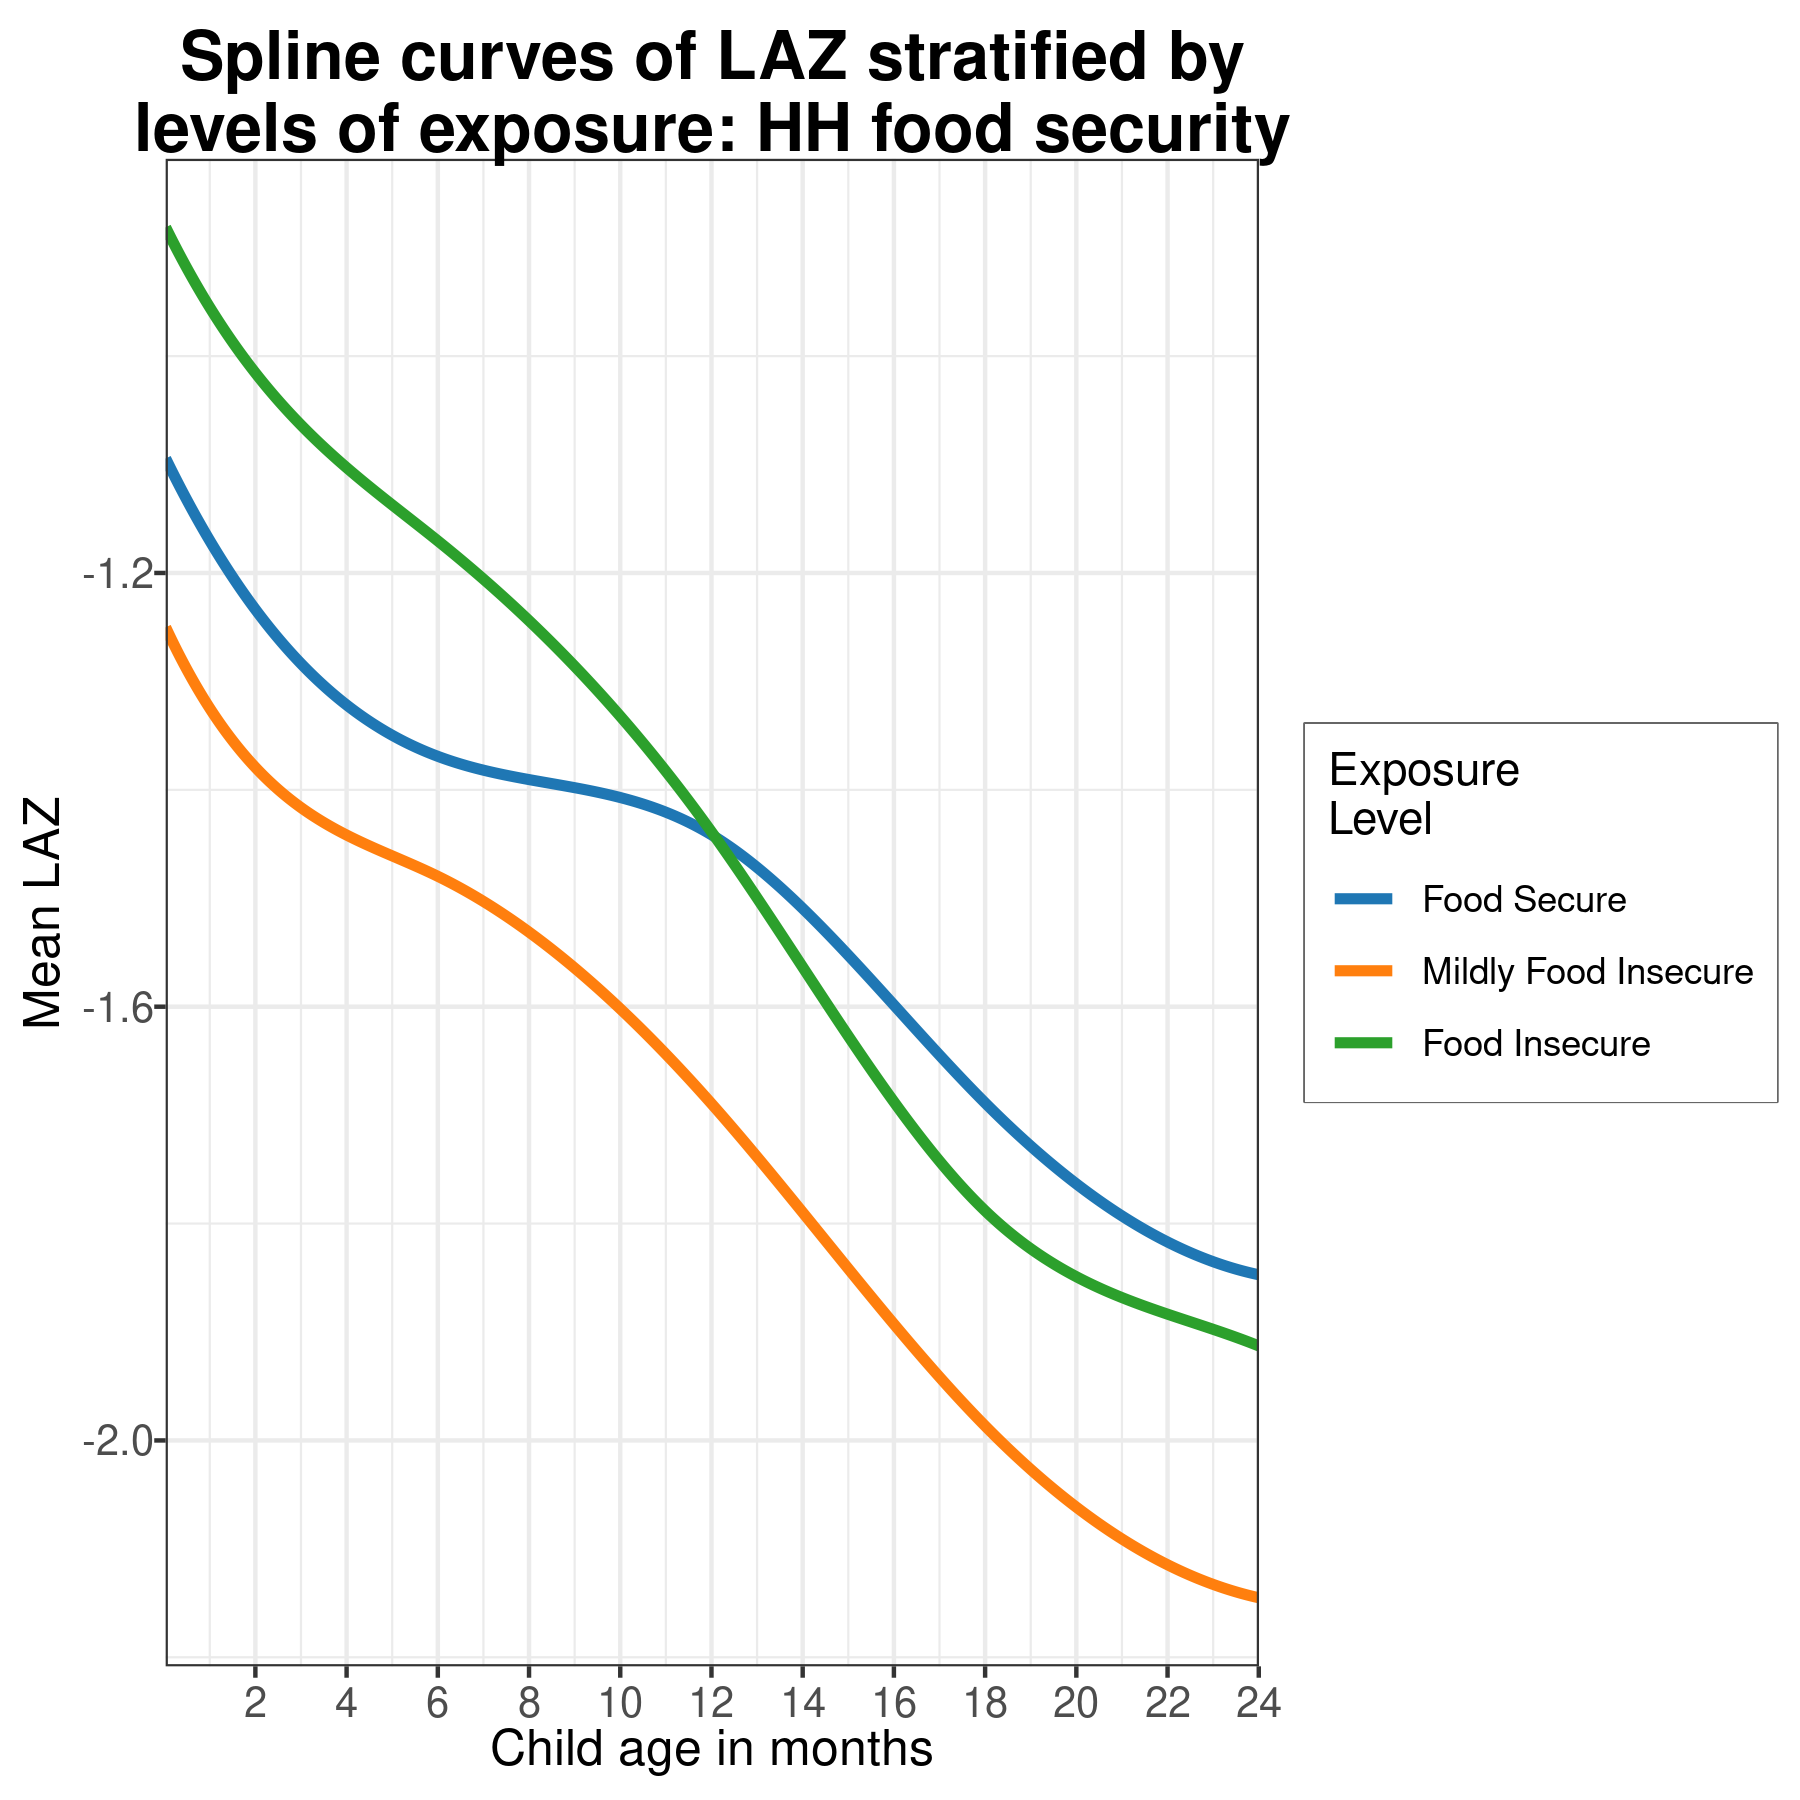 Spline curves of LAZ stratified by
levels of exposure: HH food security
Mean LAZ
-1.2
-1.6
-2.0
2 4 6 8 10 12 14 16 18 20 22 24
Child age in months
Exposure
Level
Food Secure
Mildly Food Insecure
Food Insecure